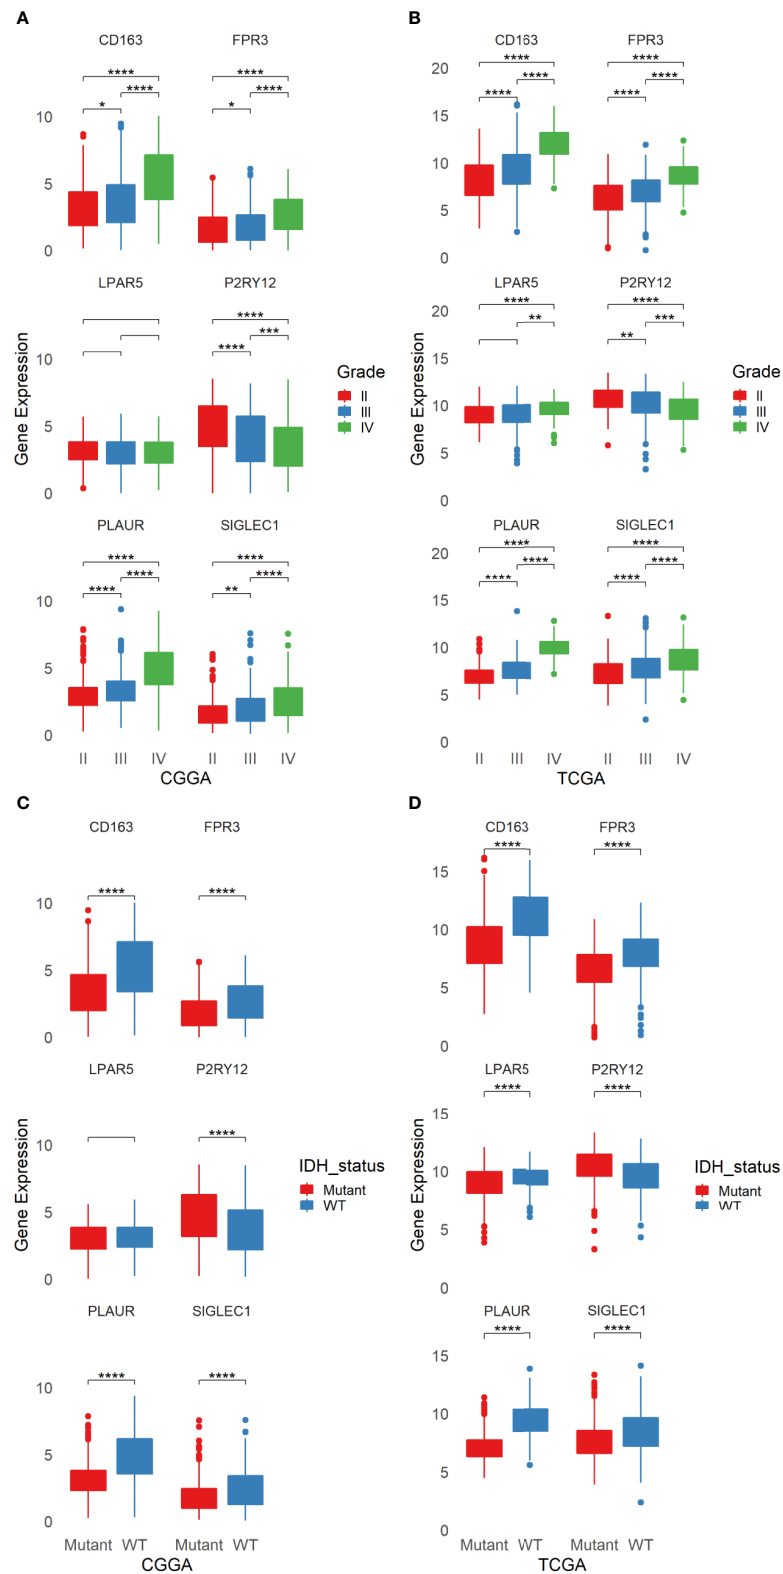 A
CD163 FPR3
**** ****
**** ****
* *
10
5
0
LPAR5 P2RY12
****
***
****
10
5
0
PLAUR SIGLEC1
**** ****
**** ****
**** **
10
5
0
II III IV II III IV
CGGA
Gene Expression
Grade
II
III
IV
B
CD163 FPR3
20
**** ****
**** ****
**** ****
15
10
5
0
LPAR5 P2RY12
20
**** ****
** ***
**
15
10
5
0
PLAUR SIGLEC1
20
**** ****
**** ****
**** ****
15
10
5
0
II III IV II III IV
TCGA
Gene Expression
Grade
II
III
IV
C
CD163 FPR3
**** ****
10
5
0
LPAR5 P2RY12
****
10
5
0
PLAUR SIGLEC1
**** ****
10
5
0
Mutant WT Mutant WT
CGGA
Gene Expression
IDH_status
Mutant
WT
D
CD163 FPR3
**** ****
15
10
5
0
LPAR5 P2RY12
**** ****
15
10
5
0
PLAUR SIGLEC1
**** ****
15
10
5
0
Mutant WT Mutant WT
TCGA
Gene Expression
IDH_status
Mutant
WT